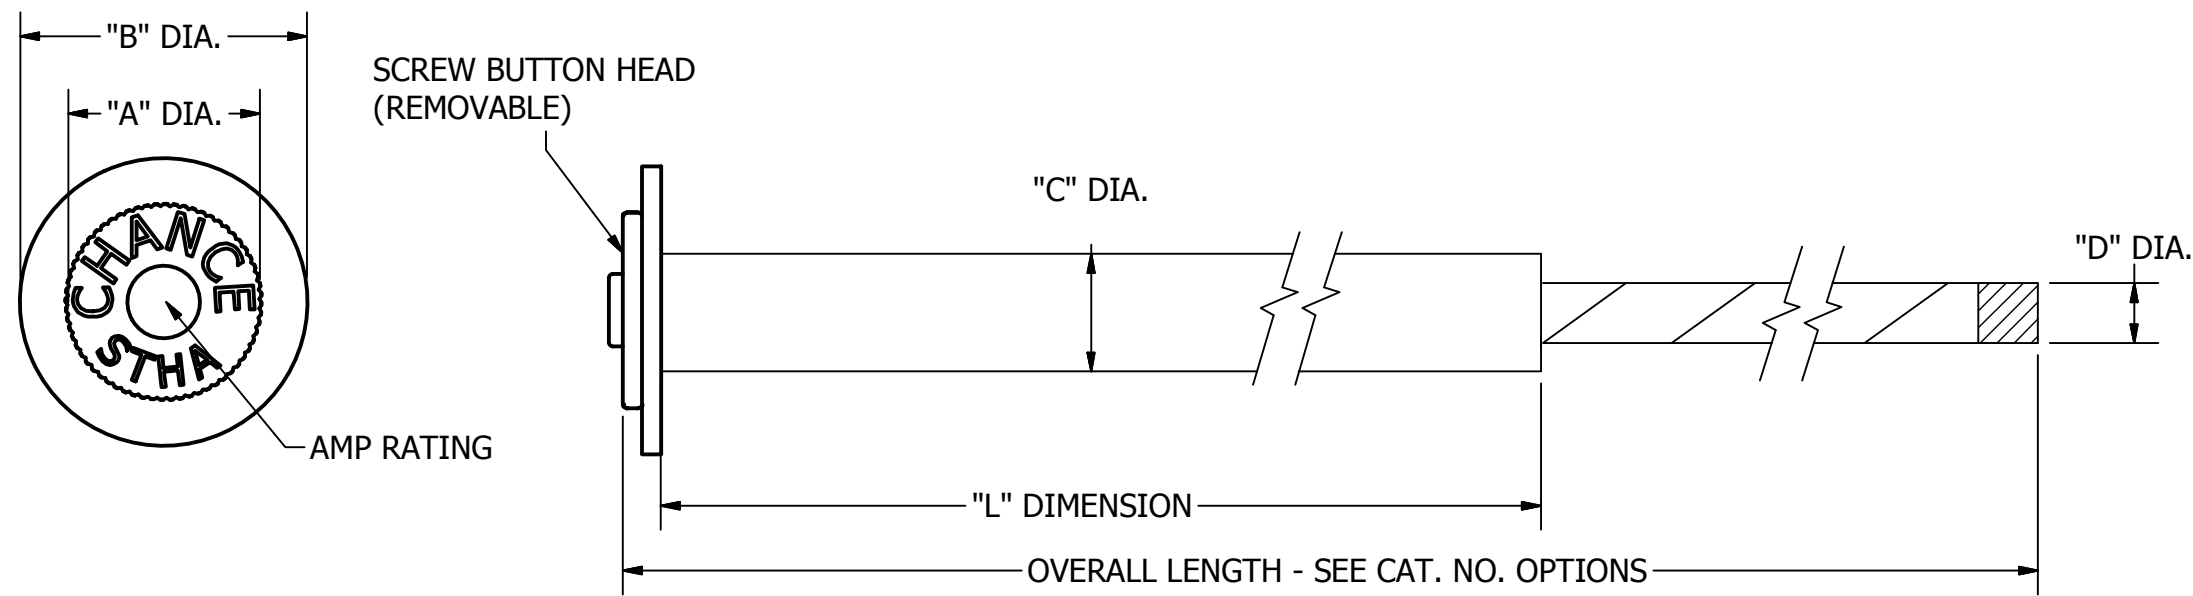 "B" DIA.
"A" DIA.
CHANCE
STHA
AMP RATING
SCREW BUTTON HEAD
(REMOVABLE)
"C" DIA.
"D" DIA.
"L" DIMENSION
OVERALL LENGTH - SEE CAT. NO. OPTIONS